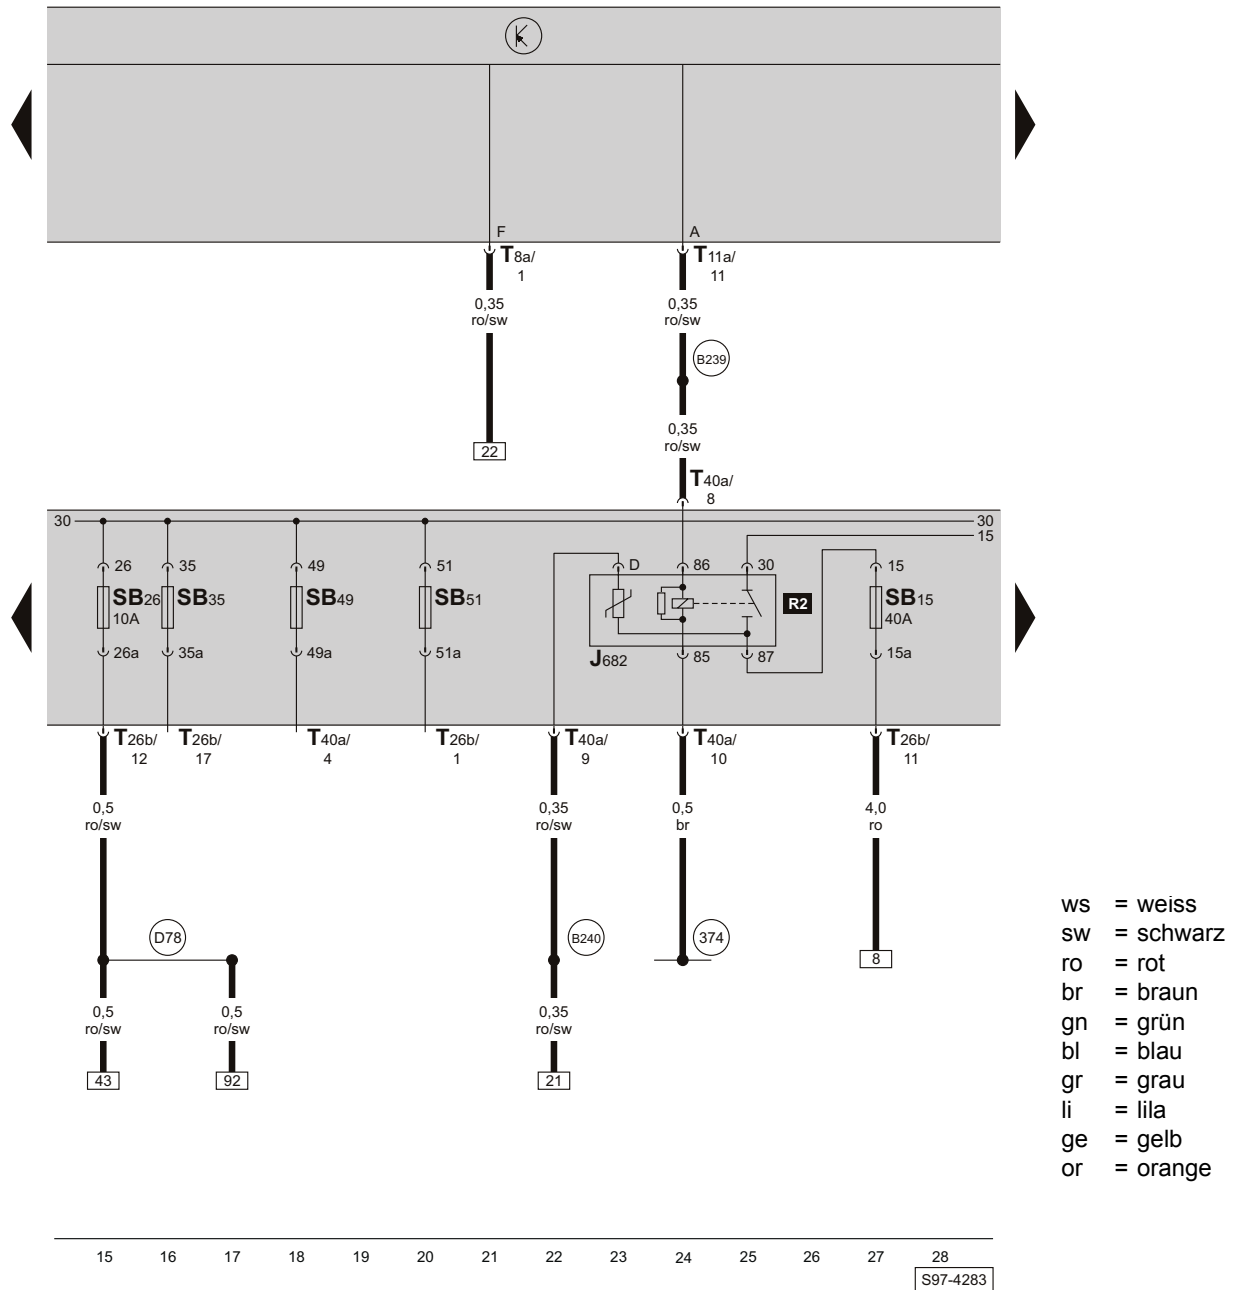 F A
T8a/ T11a/
1 11
0,35 0,35
ro/sw ro/sw
B239
0,35
ro/sw
22
T40a/
8
30 30
15
26 35 49 51 D 86 30 15
SB26 SB35 SB49 SB51 R2 SB15
10A 40A
26a 35a 49a 51a J682 85 87 15a
T26b/ T26b/ T40a/ T26b/ T40a/ T40a/ T26b/
12 17 4 1 9 10 11
0,5 0,35 0,5 4,0
ro/sw ro/sw br ro
D78 B240 374
8
0,5 0,5 0,35
ro/sw ro/sw ro/sw
43 92 21
ws = weiss
sw = schwarz
ro = rot
br = braun
gn = grün
bl = blau
gr = grau
li = lila
ge = gelb
or = orange
15 16 17 18 19 20 21 22 23 24 25 26 27 28
S97-4283